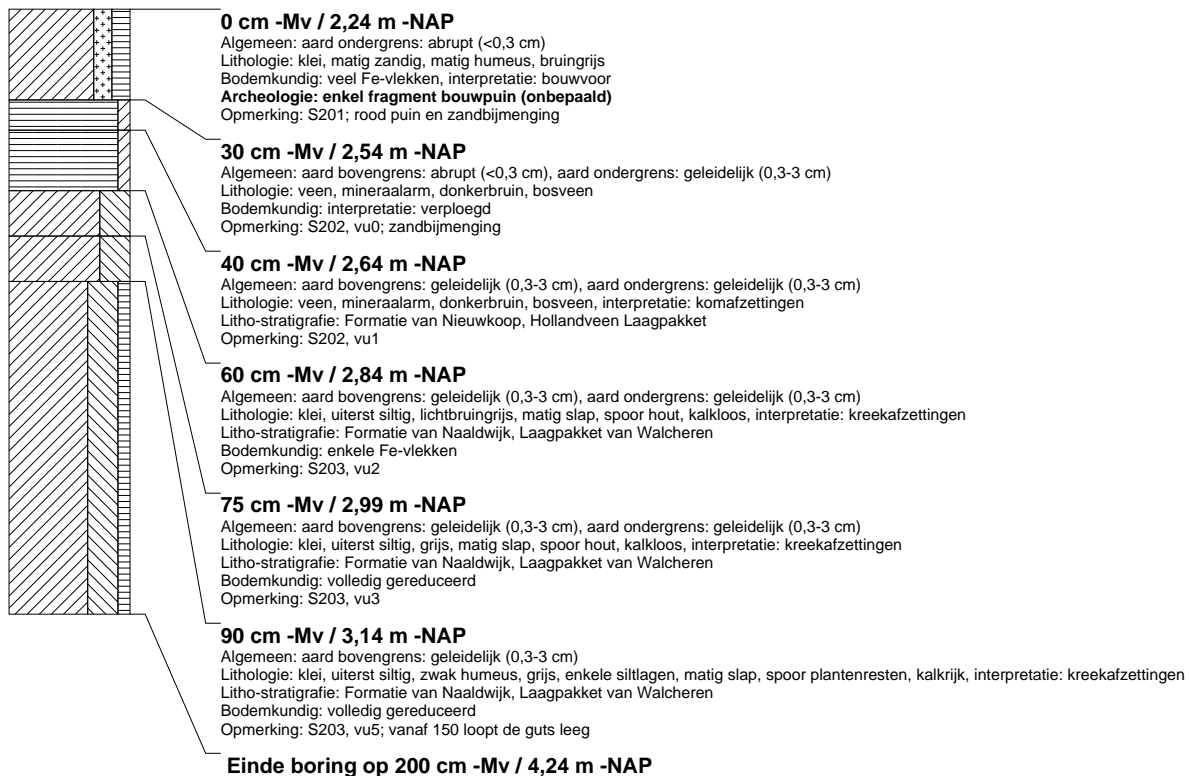 0 cm -Mv / 2,24 m -NAP
Algemeen: aard ondergrens: abrupt (<0,3 cm)
Lithologie: klei, matig zandig, matig humeus, bruingrijs
Bodemkundig: veel Fe-vlekken, interpretatie: bouwvoor
Archeologie: enkel fragment bouwpuin (onbepaald)
Opmerking: S201; rood puin en zandbijmenging
30 cm -Mv / 2,54 m -NAP
Algemeen: aard bovengrens: abrupt (<0,3 cm), aard ondergrens: geleidelijk (0,3-3 cm)
Lithologie: veen, mineraalarm, donkerbruin, bosveen
Bodemkundig: interpretatie: verploegd
Opmerking: S202, vu0; zandbijmenging
40 cm -Mv / 2,64 m -NAP
Algemeen: aard bovengrens: geleidelijk (0,3-3 cm), aard ondergrens: geleidelijk (0,3-3 cm)
Lithologie: veen, mineraalarm, donkerbruin, bosveen, interpretatie: komafzettingen
Litho-stratigrafie: Formatie van Nieuwkoop, Hollandveen Laagpakket
Opmerking: S202, vu1
60 cm -Mv / 2,84 m -NAP
Algemeen: aard bovengrens: geleidelijk (0,3-3 cm), aard ondergrens: geleidelijk (0,3-3 cm)
Lithologie: klei, uiterst siltig, lichtbruingrijs, matig slap, spoor hout, kalkloos, interpretatie: kreekafzettingen
Litho-stratigrafie: Formatie van Naaldwijk, Laagpakket van Walcheren
Bodemkundig: enkele Fe-vlekken
Opmerking: S203, vu2
75 cm -Mv / 2,99 m -NAP
Algemeen: aard bovengrens: geleidelijk (0,3-3 cm), aard ondergrens: geleidelijk (0,3-3 cm)
Lithologie: klei, uiterst siltig, grijs, matig slap, spoor hout, kalkloos, interpretatie: kreekafzettingen
Litho-stratigrafie: Formatie van Naaldwijk, Laagpakket van Walcheren
Bodemkundig: volledig gereduceerd
Opmerking: S203, vu3
90 cm -Mv / 3,14 m -NAP
Algemeen: aard bovengrens: geleidelijk (0,3-3 cm)
Lithologie: klei, uiterst siltig, zwak humeus, grijs, enkele siltlagen, matig slap, spoor plantenresten, kalkrijk, interpretatie: kreekafzettingen
Litho-stratigrafie: Formatie van Naaldwijk, Laagpakket van Walcheren
Bodemkundig: volledig gereduceerd
Opmerking: S203, vu5; vanaf 150 loopt de guts leeg
Einde boring op 200 cm -Mv / 4,24 m -NAP